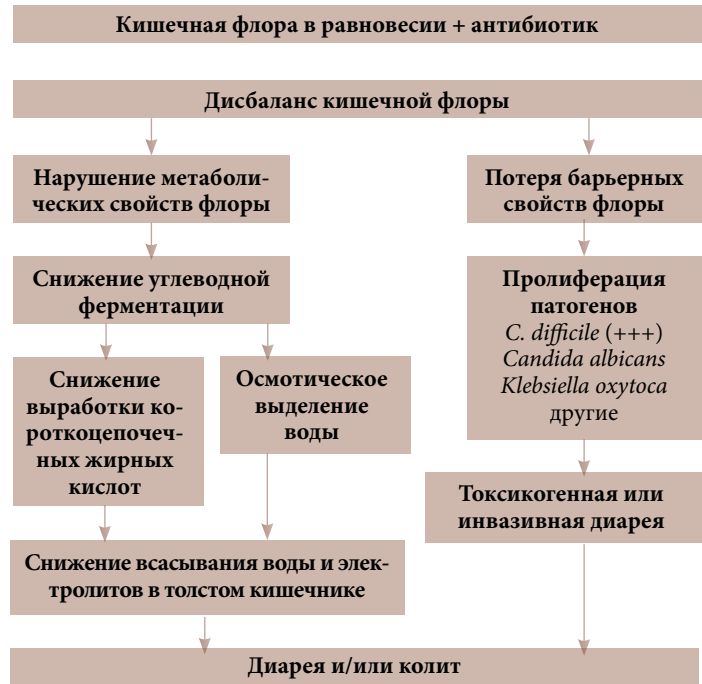 Кишечная флора в равновесии + антибиотик
Дисбаланс кишечной флоры
Нарушение метаболи-
ческих свойств флоры
Потеря барьерных
свойств флоры
Снижение углеводной
ферментации
Пролиферация
патогенов
C. difficile (+++)
Candida albicans
Klebsiella oxytoca
другие
Снижение
выработки ко-
роткоцепочеч-
ных жирных
кислот
Осмотическое
выделение
воды
Токсикогенная или
инвазивная диарея
Снижение всасывания воды и элек-
тролитов в толстом кишечнике
Диарея и/или колит